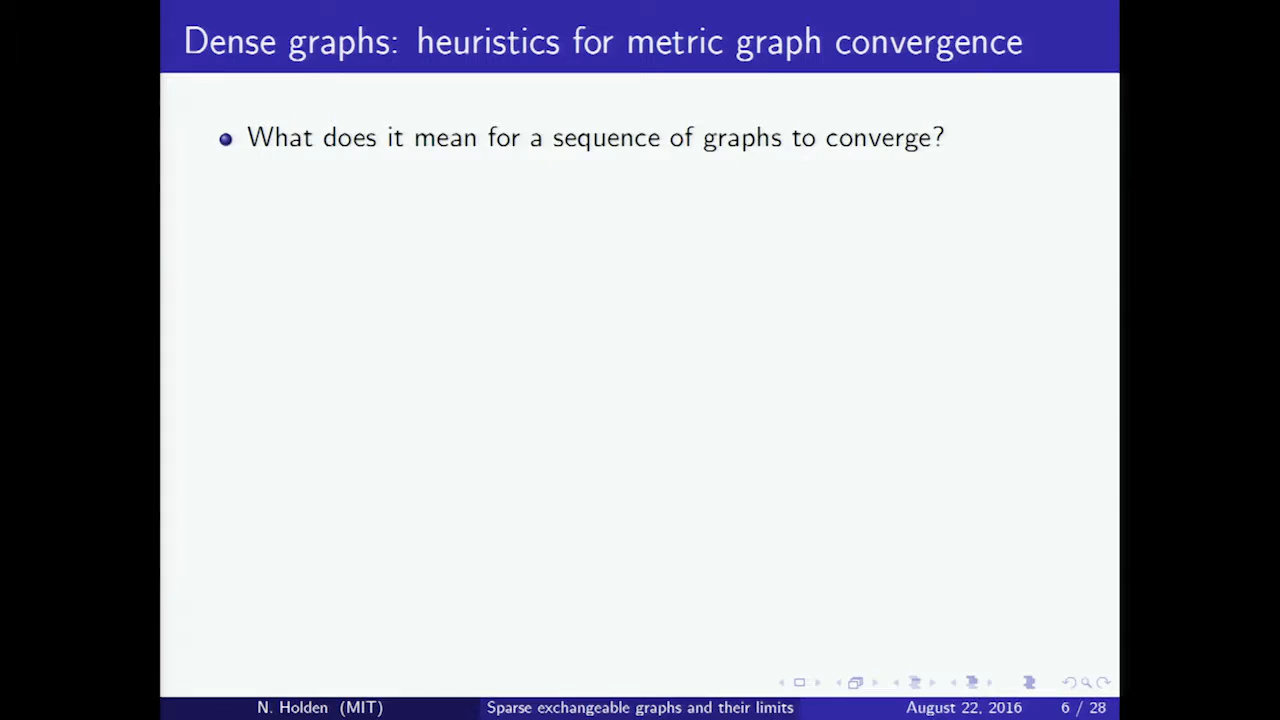 Dense graphs: heuristics for metric graph convergence
What does it mean for a sequence of graphs to converge?
N. Holden (MIT) Sparse exchangeable graphs and their limits August 22, 2016 6 / 28